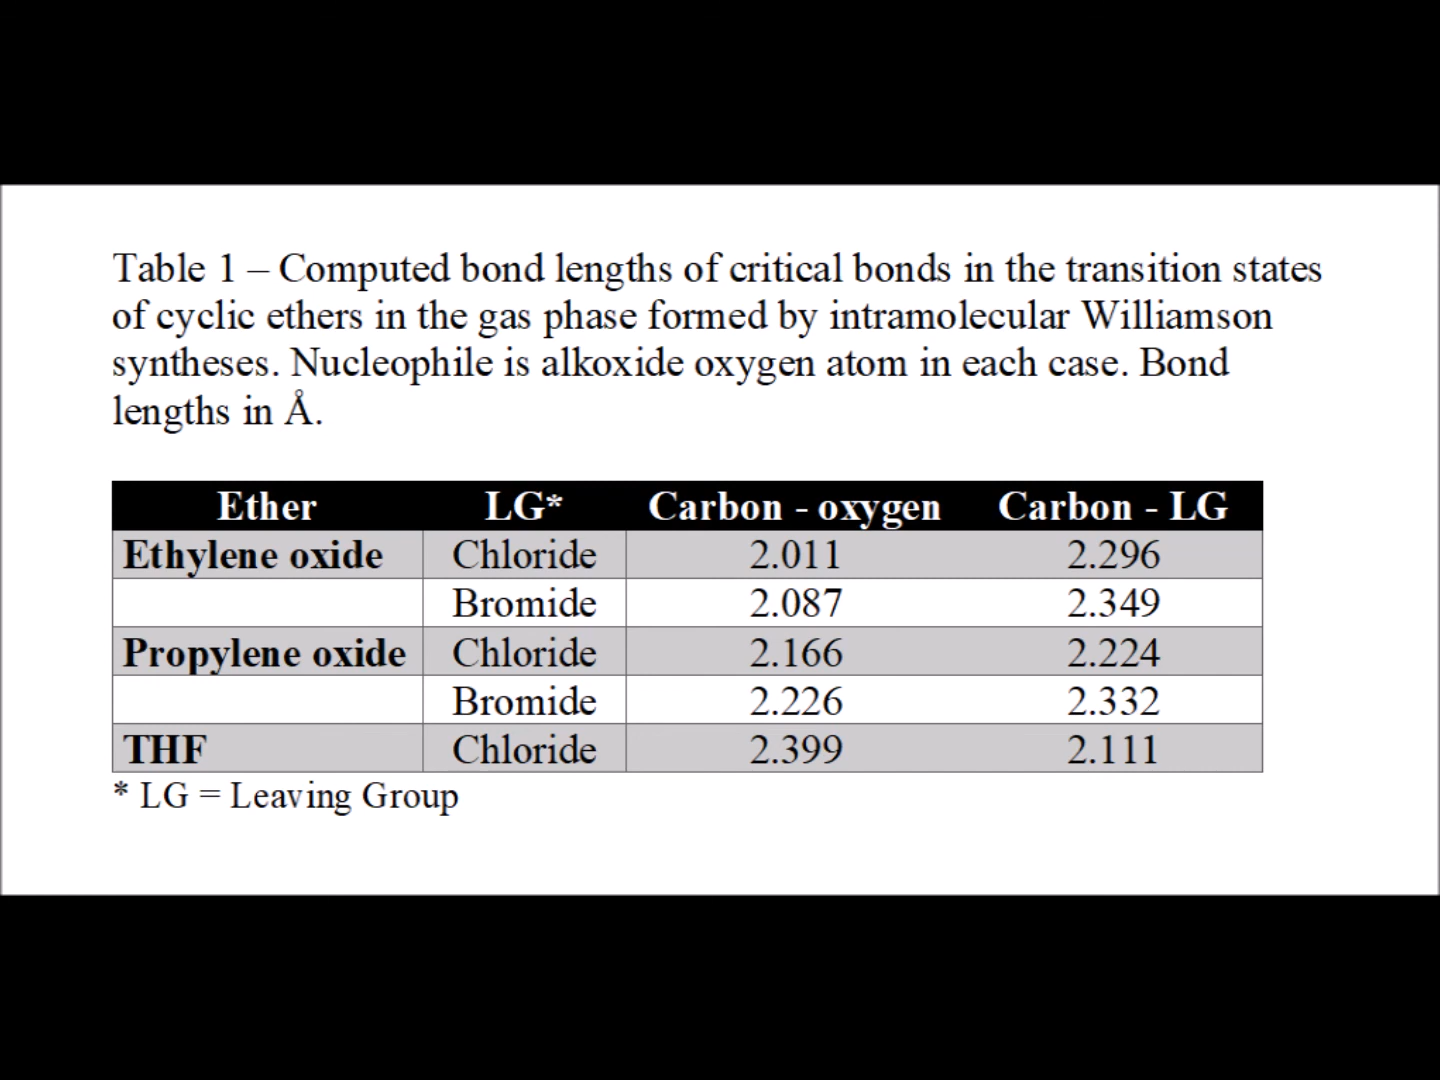 Table 1 – Computed bond lengths of critical bonds in the transition states
of cyclic ethers in the gas phase formed by intramolecular Williamson
syntheses. Nucleophile is alkoxide oxygen atom in each case. Bond
lengths in Å.
Ether LG* Carbon - oxygen Carbon - LG
Ethylene oxide Chloride 2.011 2.296
Bromide 2.087 2.349
Propylene oxide Chloride 2.166 2.224
Bromide 2.226 2.332
THF Chloride 2.399 2.111
* LG = Leaving Group